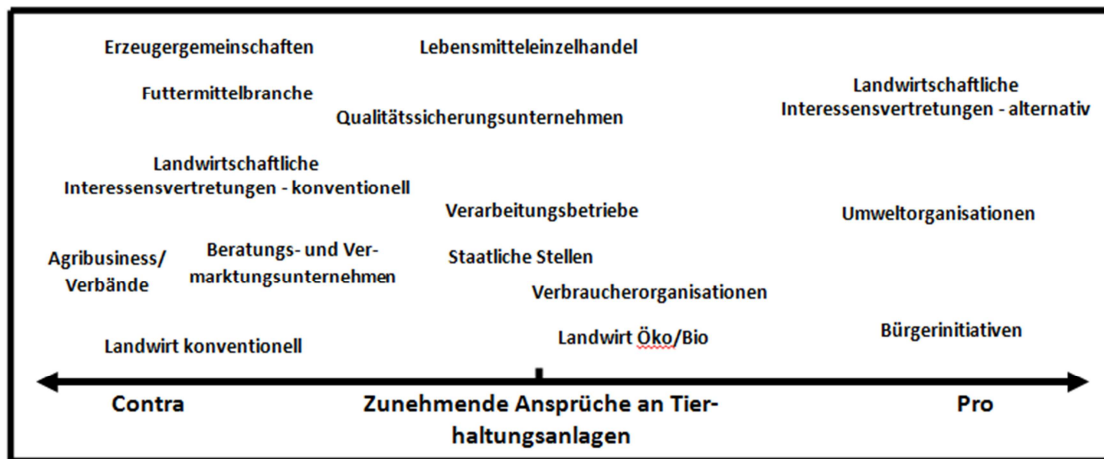 Erzeugergemeinschaften
Lebensmitteleinzelhandel
Futtermittelbranche
Landwirtschaftliche
Interessensvertretungen - alternativ
Qualitätssicherungsunternehmen
Landwirtschaftliche
Interessensvertretungen - konventionell
Verarbeitungsbetriebe
Umweltorganisationen
Agribusiness/
Verbände
Beratungs- und Ver-
marktungsunternehmen
Staatliche Stellen
Verbraucherorganisationen
Landwirt konventionell
Landwirt Öko/Bio
Bürgerinitiativen
Contra
Zunehmende Ansprüche an Tier-
haltungsanlagen
Pro